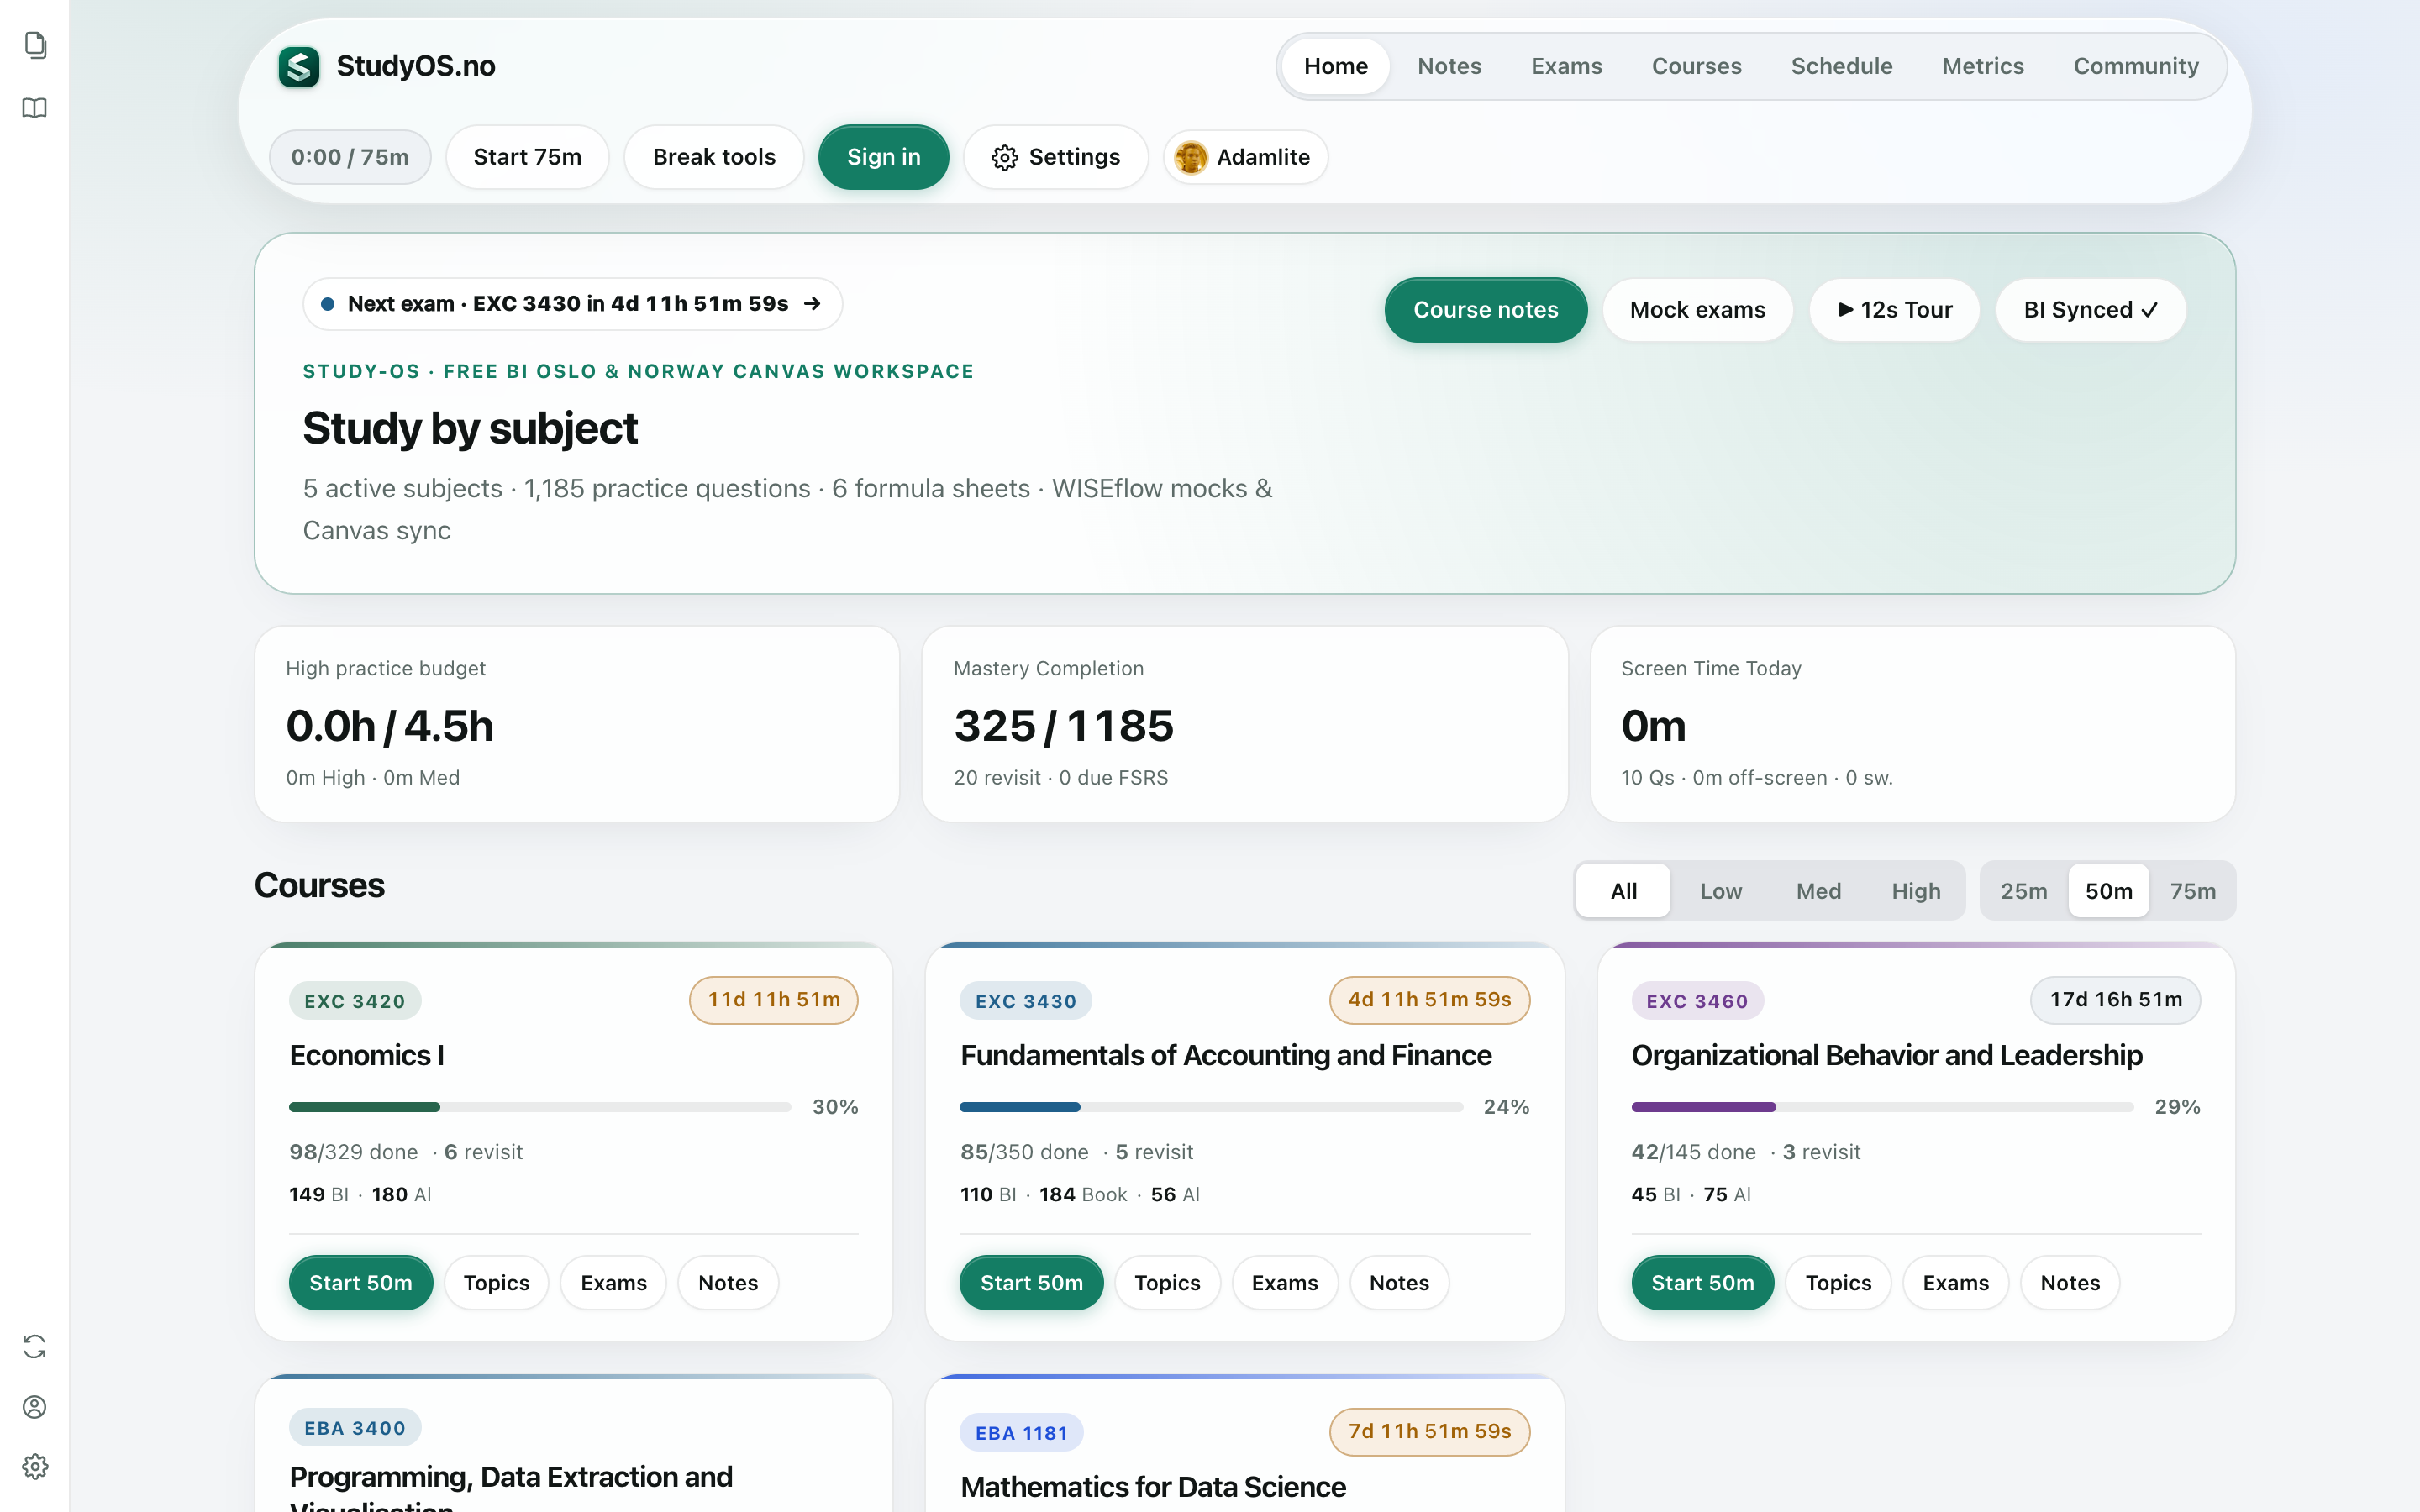 StudyOS.no
Home Notes Exams Courses Schedule Metrics Community
0:00 / 75m Start 75m Break tools Sign in Settings Adamlite
Next exam · EXC 3430 in 4d 11h 51m 59s →
Course notes Mock exams ▶ 12s Tour BI Synced ✓
STUDY-OS · FREE BI OSLO & NORWAY CANVAS WORKSPACE
Study by subject
5 active subjects · 1,185 practice questions · 6 formula sheets · WISEflow mocks &
Canvas sync
High practice budget
0.0h / 4.5h
0m High · 0m Med
Mastery Completion
325 / 1185
20 revisit · 0 due FSRS
Screen Time Today
0m
10 Qs · 0m off-screen · 0 sw.
Courses
All Low Med High
25m 50m 75m
EXC 3420 11d 11h 51m
Economics I
30%
98/329 done · 6 revisit
149 BI · 180 AI
Start 50m Topics Exams Notes
EXC 3430 4d 11h 51m 59s
Fundamentals of Accounting and Finance
24%
85/350 done · 5 revisit
110 BI · 184 Book · 56 AI
Start 50m Topics Exams Notes
EXC 3460 17d 16h 51m
Organizational Behavior and Leadership
29%
42/145 done · 3 revisit
45 BI · 75 AI
Start 50m Topics Exams Notes
EBA 3400
Programming, Data Extraction and
Visualisation
EBA 1181 7d 11h 51m 59s
Mathematics for Data Science